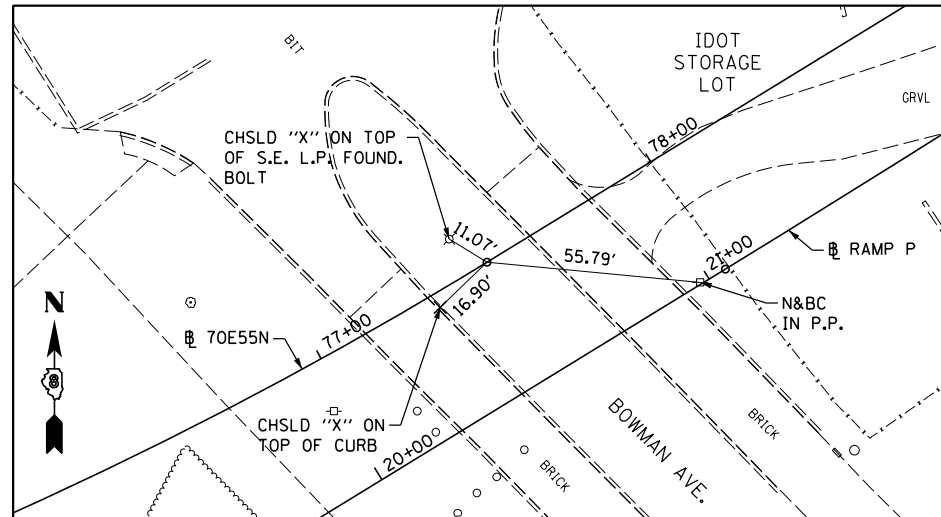 BIT
IDOT
STORAGE
LOT
GRVL
CHSLD "X" ON TOP
OF S.E. L.P. FOUND.
BOLT
78+00
11.07'
55.79'
21+00
℄ RAMP P
16.90'
N&BC
IN P.P.
N
8
77+00
℄ 70E55N
CHSLD "X" ON
TOP OF CURB
20+00
BOWMAN AVE.
BRICK
BRICK